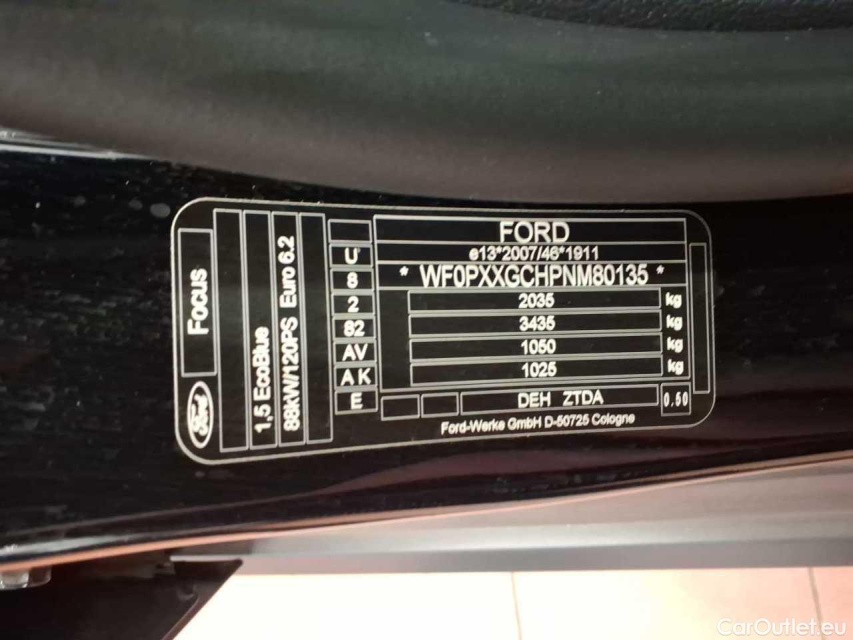 Focus
Ford
1,5 EcoBlue
88kW/120PS Euro 6.2
U
8
2
82
AV
A K
E
FORD
e13*2007/46*1911
* WF0PXXGCHPNM80135 *
2035 kg
3435 kg
1050 kg
1025 kg
DEH ZTDA 0.50
Ford-Werke GmbH D-50725 Cologne
CarOutlet.eu